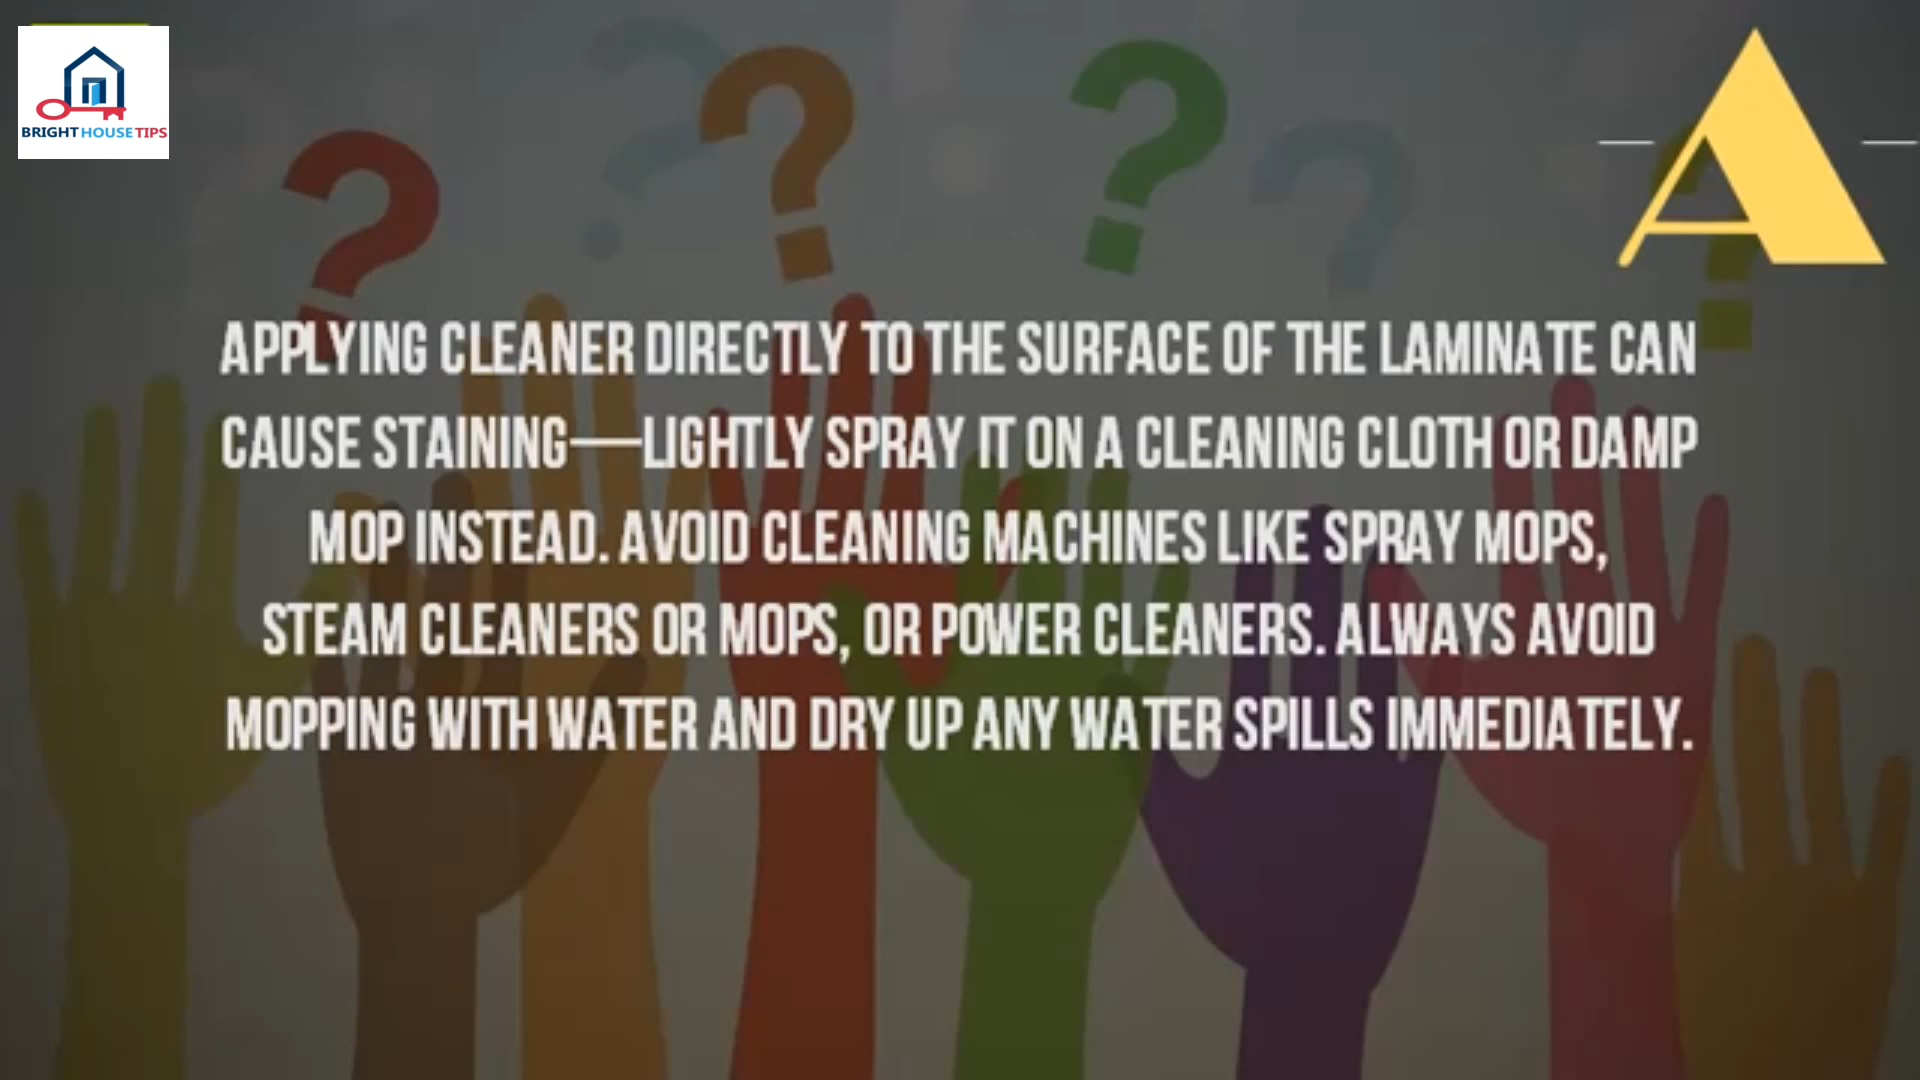 BRIGHT HOUSE TIPS
A
APPLYING CLEANER DIRECTLY TO THE SURFACE OF THE LAMINATE CAN
CAUSE STAINING—LIGHTLY SPRAY IT ON A CLEANING CLOTH OR DAMP
MOP INSTEAD. AVOID CLEANING MACHINES LIKE SPRAY MOPS,
STEAM CLEANERS OR MOPS, OR POWER CLEANERS. ALWAYS AVOID
MOPPING WITH WATER AND DRY UP ANY WATER SPILLS IMMEDIATELY.